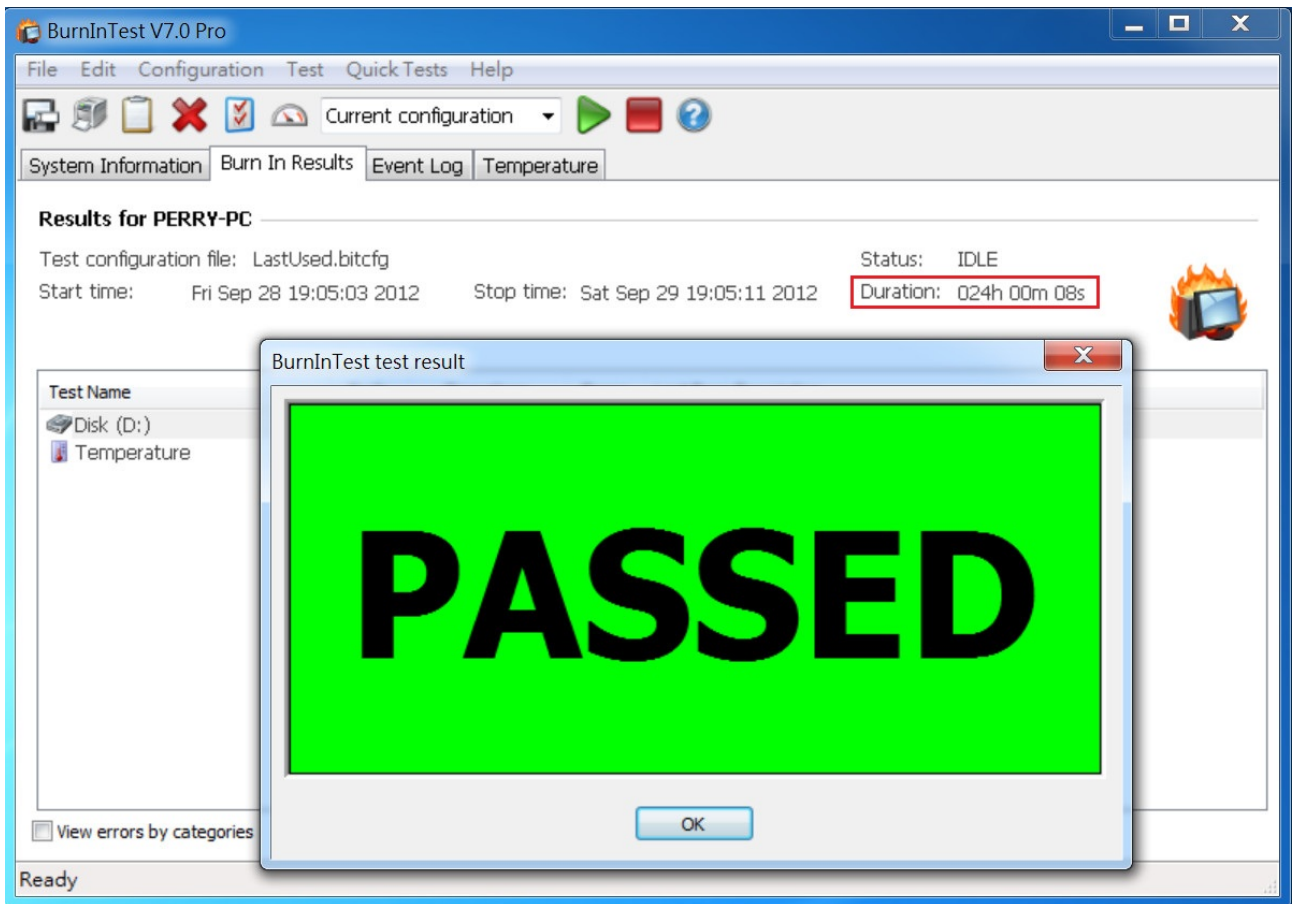 BurnInTest V7.0 Pro
File Edit Configuration Test Quick Tests Help
Current configuration
System Information Burn In Results Event Log Temperature
Results for PERRY-PC
Test configuration file: LastUsed.bitcfg Status: IDLE
Start time: Fri Sep 28 19:05:03 2012 Stop time: Sat Sep 29 19:05:11 2012 Duration: 024h 00m 08s
BurnInTest test result
Test Name
Disk (D:)
Temperature
PASSED
OK
View errors by categories
Ready